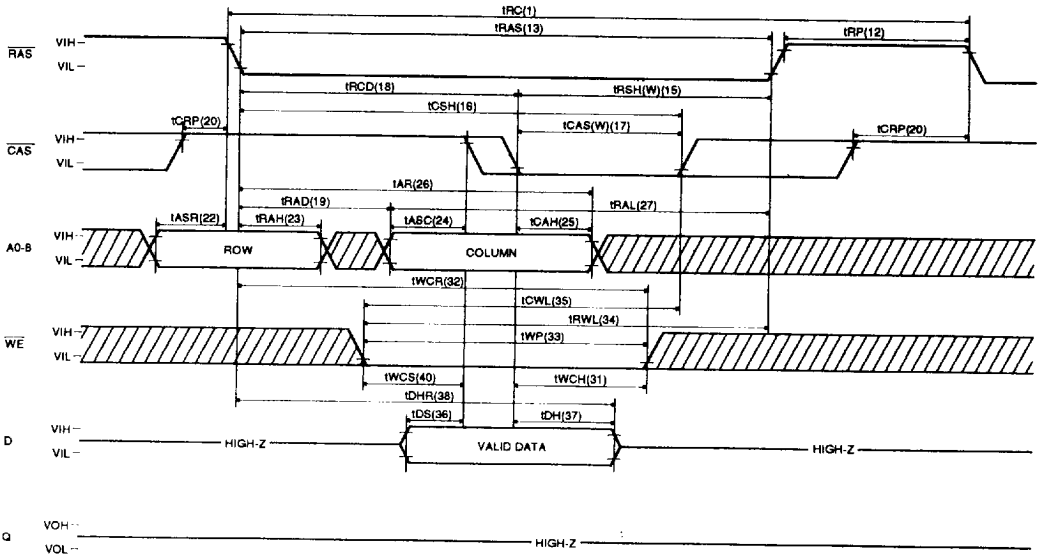 tRC(1)
tRAS(13)
tRP(12)
RAS
VIH
VIL
tRCD(18)
tRSH(W)(15)
tCSH(16)
tCRP(20)
tCAS(W)(17)
tCRP(20)
CAS
VIH
VIL
tAR(26)
tRAD(19)
tRAL(27)
tASR(22)
tRAH(23)
tASC(24)
tCAH(25)
A0-8
VIH
VIL
ROW
COLUMN
tWCR(32)
tCWL(35)
tRWL(34)
tWP(33)
WE
VIH
VIL
tWCS(40)
tWCH(31)
tDHR(38)
tDS(36)
tDH(37)
D
VIH
VIL
HIGH-Z
VALID DATA
HIGH-Z
Q
VOH
VOL
HIGH-Z